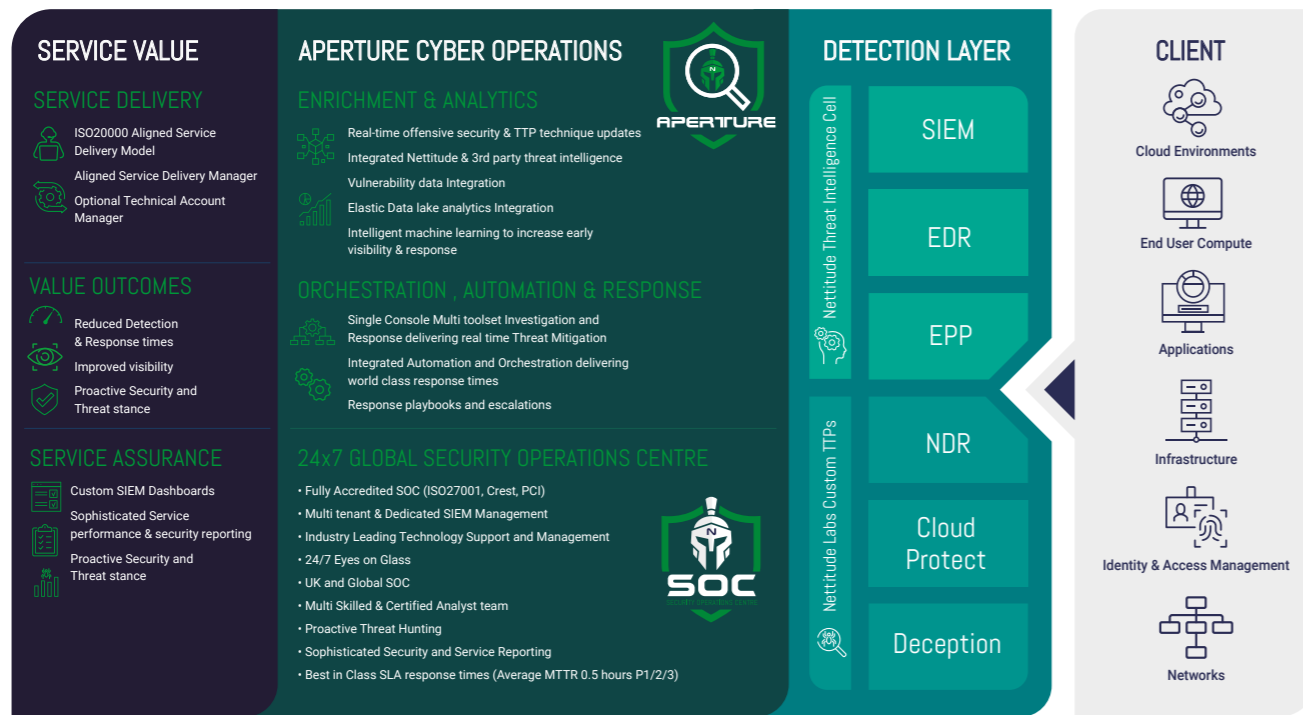 SERVICE VALUE
SERVICE DELIVERY
ISO20000 Aligned Service
Delivery Model
Aligned Service Delivery Manager
Optional Technical Account
Manager
VALUE OUTCOMES
Reduced Detection
& Response times
Improved visibility
Proactive Security and
Threat stance
SERVICE ASSURANCE
Custom SIEM Dashboards
Sophisticated Service
performance & security reporting
Proactive Security and
Threat stance
APERTURE CYBER OPERATIONS
N
APERTURE
ENRICHMENT & ANALYTICS
Real-time offensive security & TTP technique updates
Integrated Nettitude & 3rd party threat intelligence
Vulnerability data Integration
Elastic Data lake analytics Integration
Intelligent machine learning to increase early
visibility & response
ORCHESTRATION , AUTOMATION & RESPONSE
Single Console Multi toolset Investigation and
Response delivering real time Threat Mitigation
Integrated Automation and Orchestration delivering
world class response times
Response playbooks and escalations
24x7 GLOBAL SECURITY OPERATIONS CENTRE
• Fully Accredited SOC (ISO27001, Crest, PCI)
• Multi tenant & Dedicated SIEM Management
• Industry Leading Technology Support and Management
• 24/7 Eyes on Glass
• UK and Global SOC
• Multi Skilled & Certified Analyst team
• Proactive Threat Hunting
• Sophisticated Security and Service Reporting
• Best in Class SLA response times (Average MTTR 0.5 hours P1/2/3)
N
SOC
SECURITY OPERATIONS CENTRE
DETECTION LAYER
Nettitude Threat Intelligence Cell
Nettitude Labs Custom TTPs
SIEM
EDR
EPP
NDR
Cloud
Protect
Deception
CLIENT
Cloud Environments
End User Compute
Applications
Infrastructure
Identity & Access Management
Networks